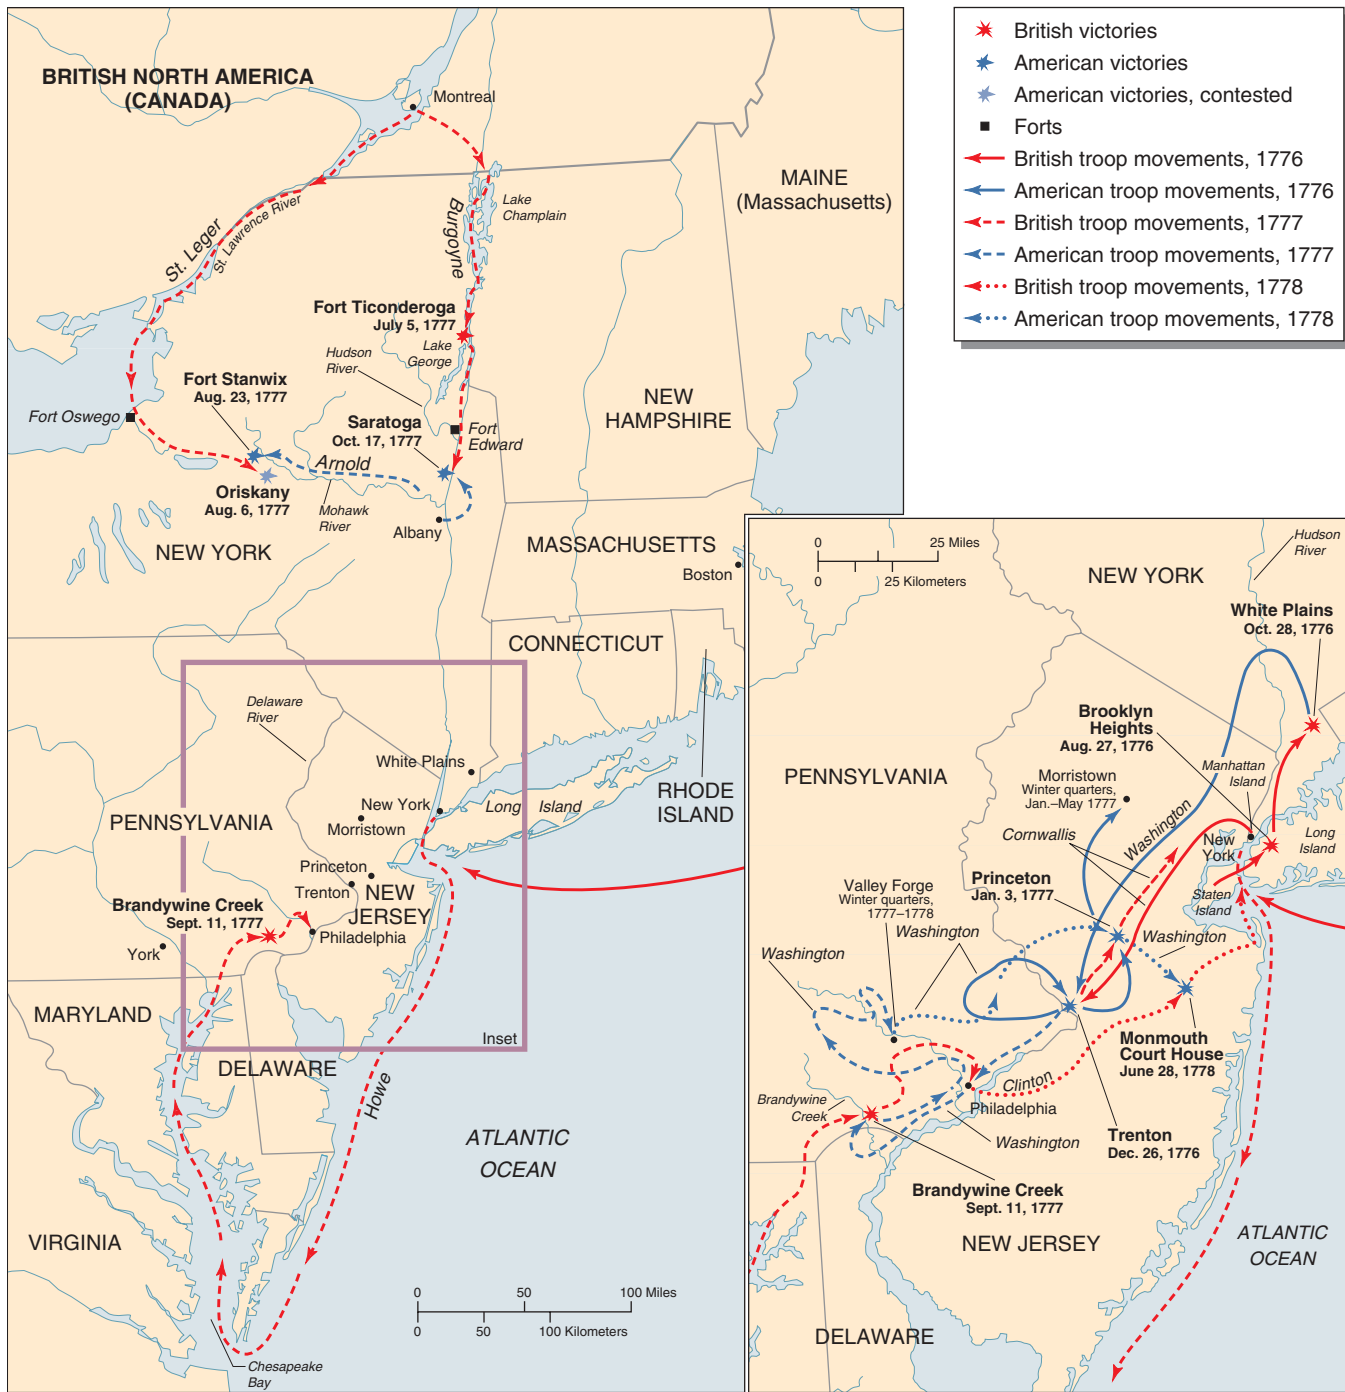 BRITISH NORTH AMERICA
(CANADA)
Montreal
MAINE
(Massachusetts)
Lake
Champlain
St. Leger
St. Lawrence River
Burgoyne
Fort Ticonderoga
July 5, 1777
Lake
George
Hudson
River
Fort Stanwix
Aug. 23, 1777
NEW
HAMPSHIRE
Fort Oswego
Saratoga
Oct. 17, 1777
Fort
Edward
Arnold
Oriskany
Aug. 6, 1777
Mohawk
River
Albany
NEW YORK
MASSACHUSETTS
Boston
CONNECTICUT
Delaware
River
White Plains
RHODE
ISLAND
New York
Long Island
PENNSYLVANIA
Morristown
Princeton
Trenton
NEW
JERSEY
Brandywine Creek
Sept. 11, 1777
Philadelphia
York
MARYLAND
Inset
DELAWARE
Howe
ATLANTIC
OCEAN
VIRGINIA
0 50 100 Miles
0 50 100 Kilometers
Chesapeake
Bay
British victories
American victories
American victories, contested
Forts
British troop movements, 1776
American troop movements, 1776
British troop movements, 1777
American troop movements, 1777
British troop movements, 1778
American troop movements, 1778
0 25 Miles
0 25 Kilometers
Hudson
River
NEW YORK
White Plains
Oct. 28, 1776
Brooklyn
Heights
Aug. 27, 1776
Manhattan
Island
PENNSYLVANIA
Morristown
Winter quarters,
Jan.–May 1777
Washington
Cornwallis
New
York
Long
Island
Princeton
Jan. 3, 1777
Valley Forge
Winter quarters,
1777–1778
Staten
Island
Washington
Washington
Washington
Monmouth
Court House
June 28, 1778
Clinton
Brandywine
Creek
Philadelphia
Washington
Trenton
Dec. 26, 1776
Brandywine Creek
Sept. 11, 1777
NEW JERSEY
ATLANTIC
OCEAN
DELAWARE